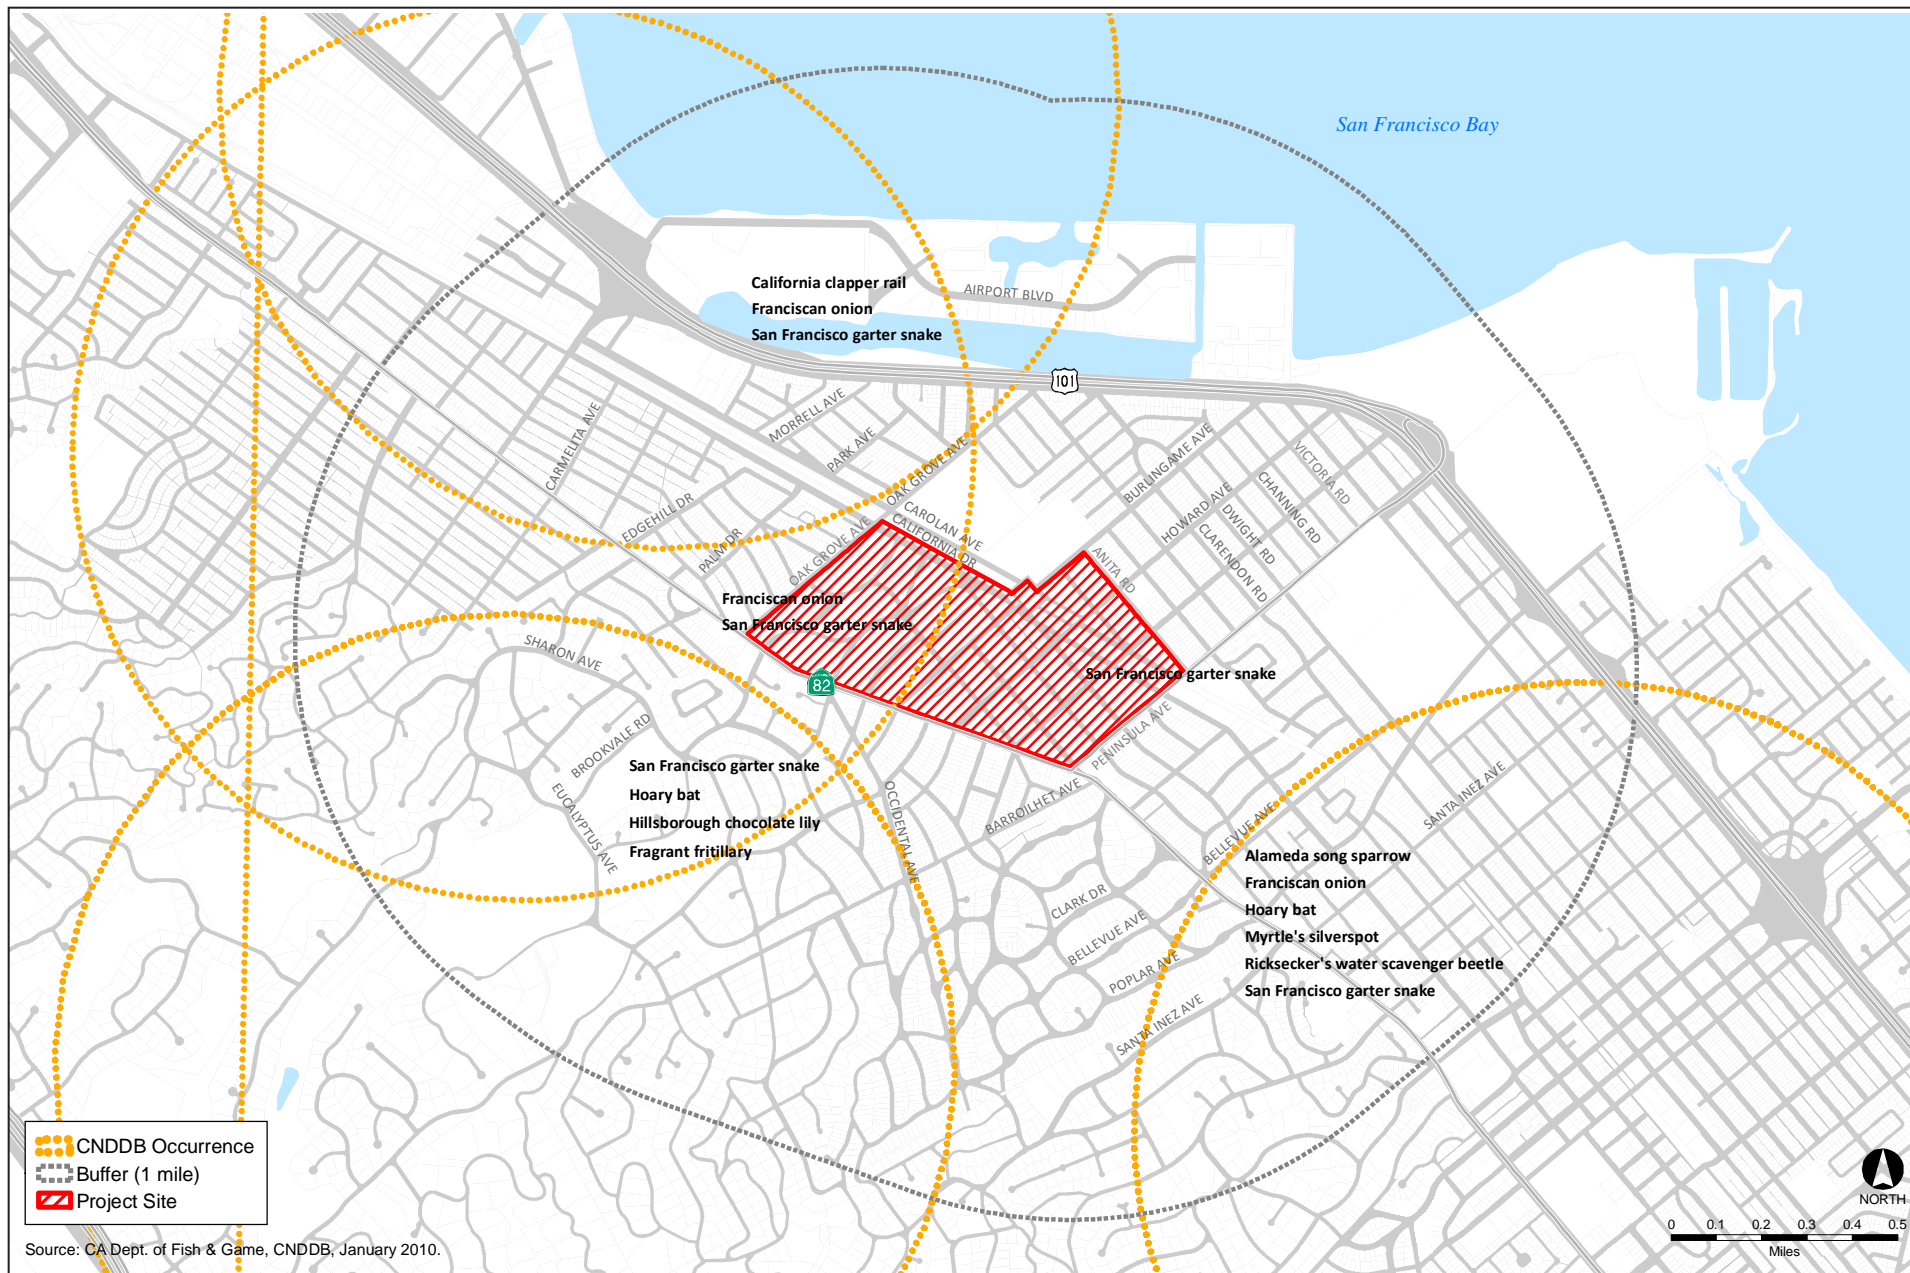 San Francisco Bay
California clapper rail
Franciscan onion
San Francisco garter snake
AIRPORT BLVD
101
MORRELL AVE
PARK AVE
CARMELITA AVE
OAK GROVE AVE
EDGEHILL DR
PALM DR
OAK GROVE AVE
CAROLAN AVE
CALIFORNIA DR
BURLINGAME AVE
VICTORIA RD
CHANNING RD
HOWARD AVE
DWIGHT RD
CLARENDON RD
ANITA RD
Franciscan onion
San Francisco garter snake
SHARON AVE
82
San Francisco garter snake
PENINSULA AVE
BROOKVALE RD
EUCALYPTUS AVE
San Francisco garter snake
Hoary bat
Hillsborough chocolate lily
Fragrant fritillary
OCCIDENTAL AVE
BARROILHET AVE
BELLEVUE AVE
SANTA INEZ AVE
Alameda song sparrow
Franciscan onion
Hoary bat
Myrtle's silverspot
Ricksecker's water scavenger beetle
San Francisco garter snake
CLARK DR
BELLEVUE AVE
POPLAR AVE
SANTA INEZ AVE
CNDDB Occurrence
Buffer (1 mile)
Project Site
Source: CA Dept. of Fish & Game, CNDDB, January 2010.
NORTH
0 0.1 0.2 0.3 0.4 0.5
Miles